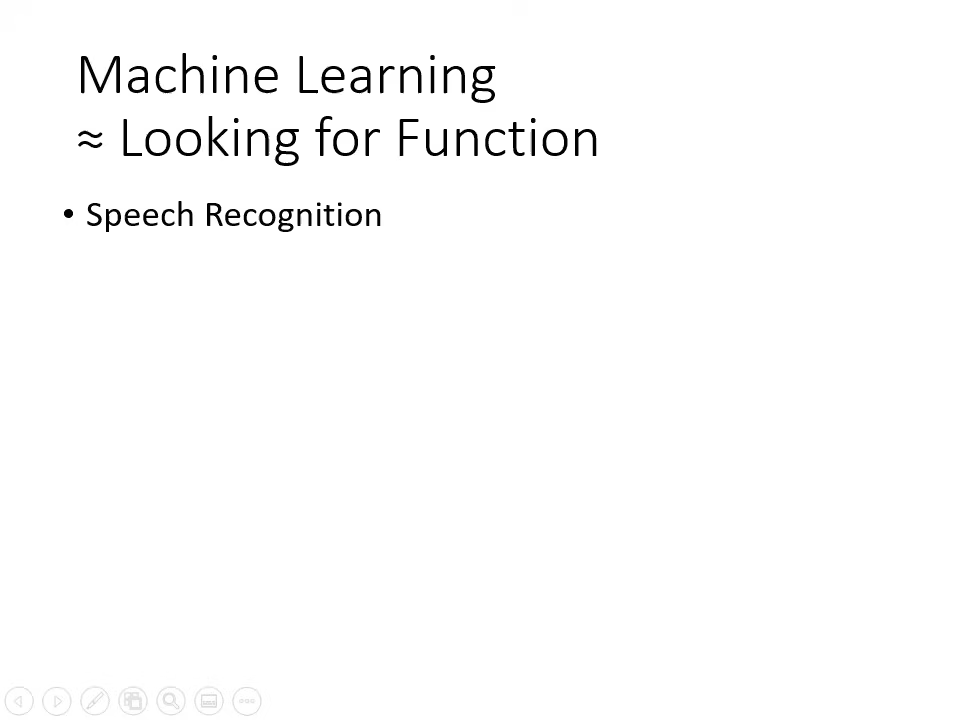 Machine Learning
≈ Looking for Function
• Speech Recognition